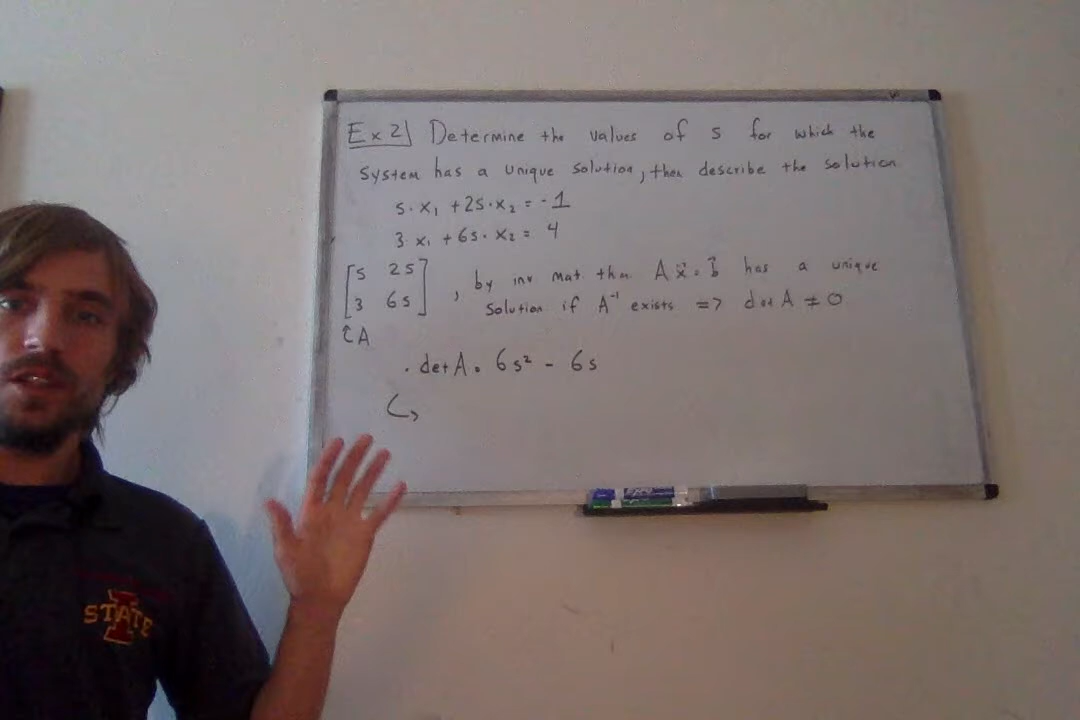 Ex 2] Determine the values of s for which the
system has a unique solution, then describe the solution
s·x₁ + 2s·x₂ = -1
3·x₁ + 6s·x₂ = 4
[s 2s
3 6s]
, by inv mat thm Ax⃗ = b⃗ has a unique
solution if A⁻¹ exists => det A ≠ 0
↑A
· det A = 6s² - 6s
↳
STATE